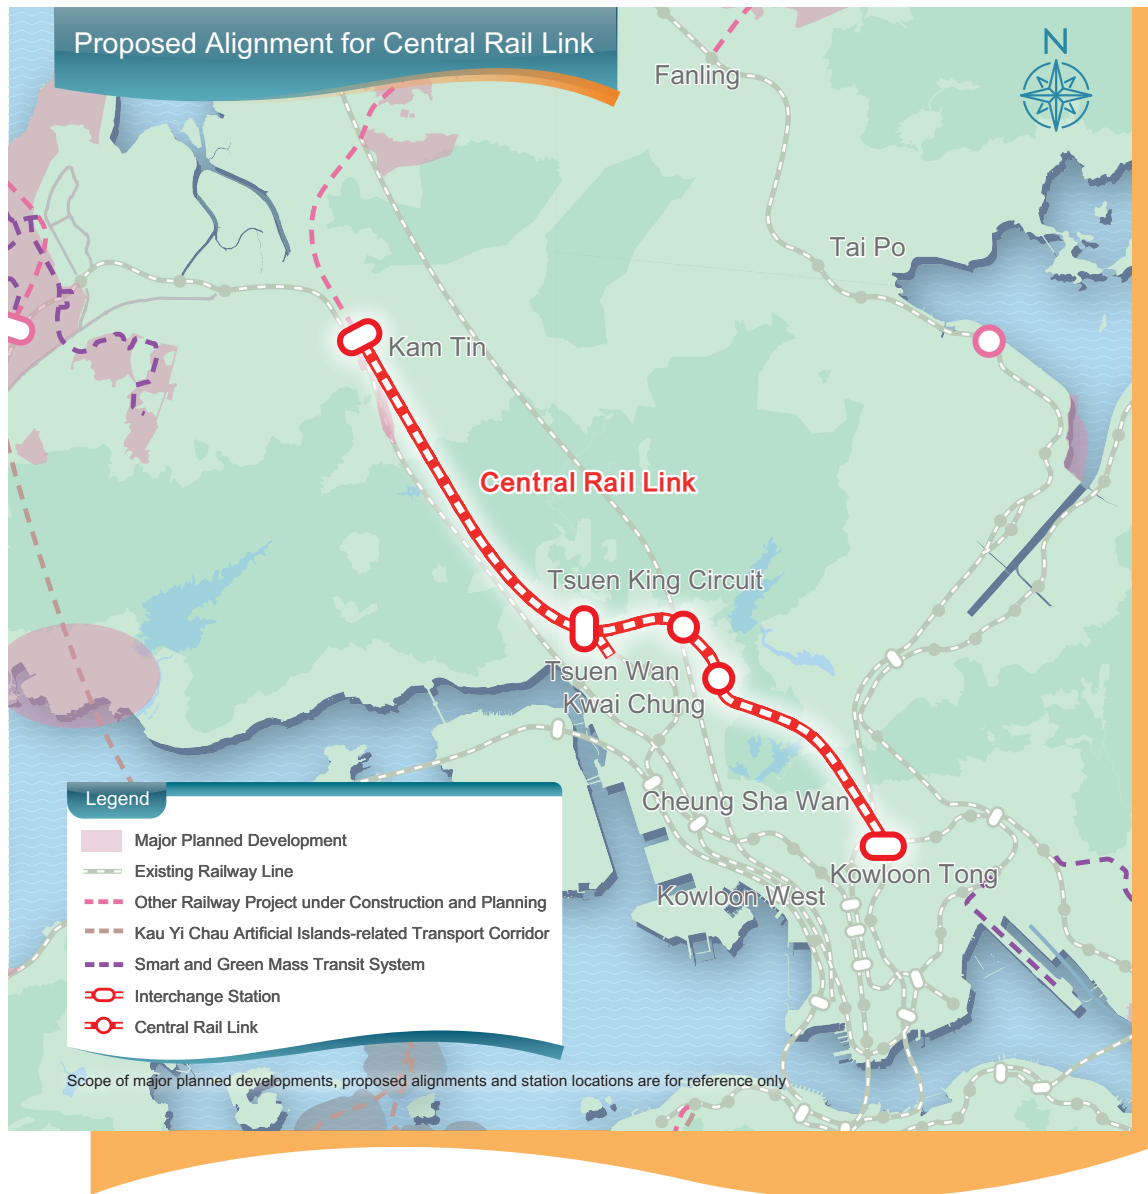 Proposed Alignment for Central Rail Link
N
Fanling
Tai Po
Kam Tin
Central Rail Link
Tsuen King Circuit
Tsuen Wan
Kwai Chung
Cheung Sha Wan
Kowloon Tong
Kowloon West
Legend
Major Planned Development
Existing Railway Line
Other Railway Project under Construction and Planning
Kau Yi Chau Artificial Islands-related Transport Corridor
Smart and Green Mass Transit System
Interchange Station
Central Rail Link
Scope of major planned developments, proposed alignments and station locations are for reference only